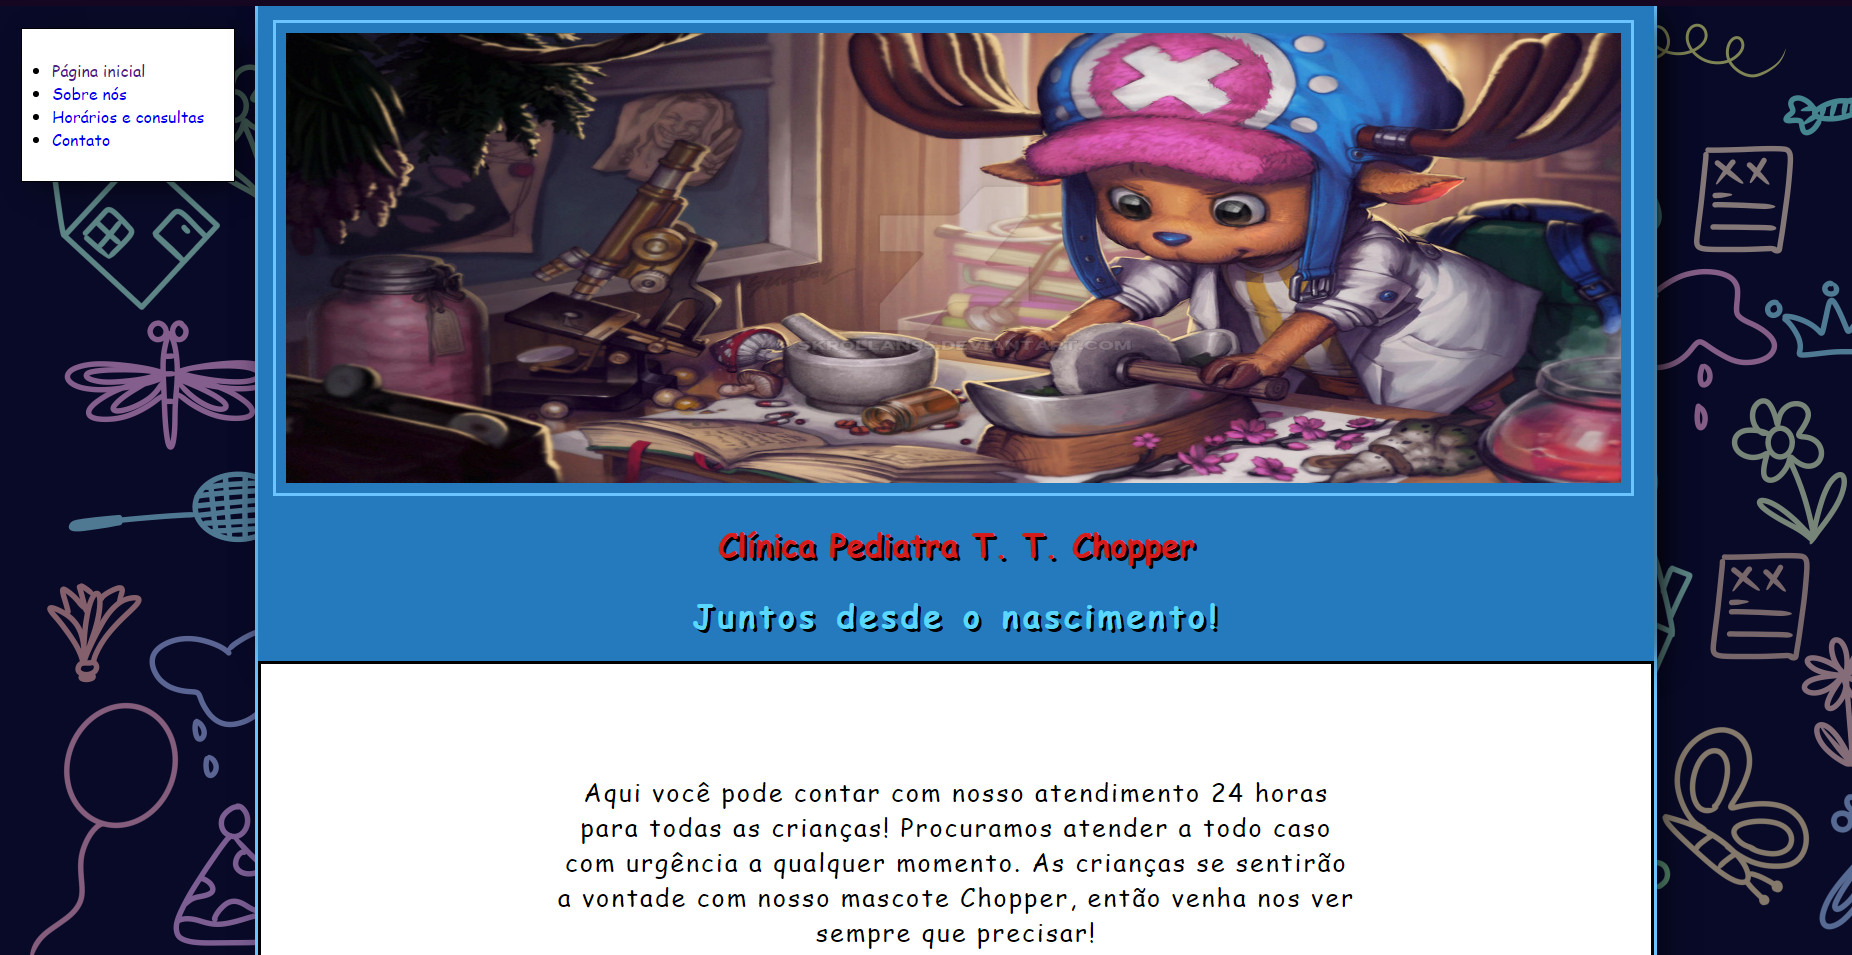 Página inicial
Sobre nós
Horários e consultas
Contato
Clínica Pediatra T. T. Chopper
Juntos desde o nascimento!
Aqui você pode contar com nosso atendimento 24 horas
para todas as crianças! Procuramos atender a todo caso
com urgência a qualquer momento. As crianças se sentirão
a vontade com nosso mascote Chopper, então venha nos ver
sempre que precisar!